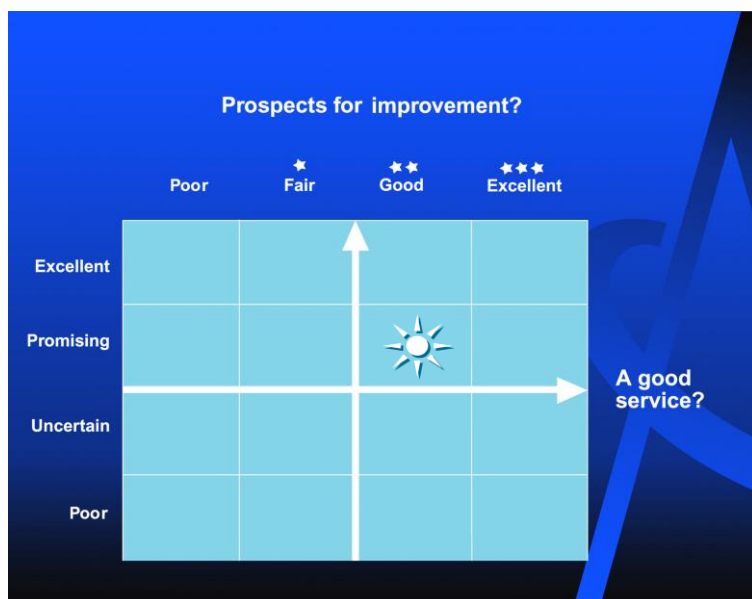 Prospects for improvement?
Poor Fair Good Excellent
Excellent
Promising
A good
service?
Uncertain
Poor